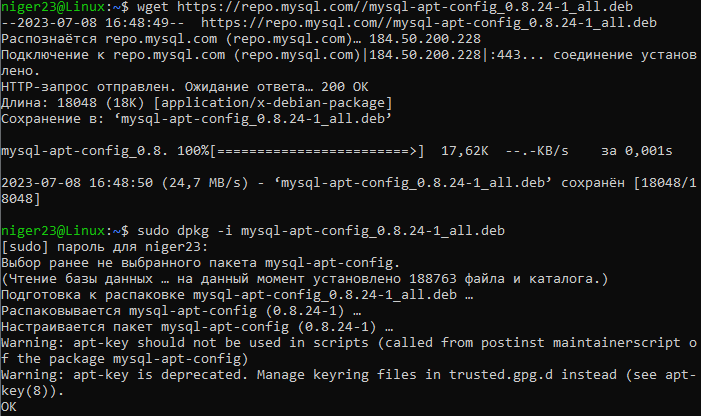 niger23@Linux:~$ wget https://repo.mysql.com//mysql-apt-config_0.8.24-1_all.deb
--2023-07-08 16:48:49--  https://repo.mysql.com//mysql-apt-config_0.8.24-1_all.deb
Распознаётся repo.mysql.com (repo.mysql.com)… 184.50.200.228
Подключение к repo.mysql.com (repo.mysql.com)|184.50.200.228|:443... соединение установ
лено.
HTTP-запрос отправлен. Ожидание ответа… 200 OK
Длина: 18048 (18K) [application/x-debian-package]
Сохранение в: ‘mysql-apt-config_0.8.24-1_all.deb’
mysql-apt-config_0.8. 100%[========================>]  17,62K  --.-KB/s    за 0,001s
2023-07-08 16:48:50 (24,7 MB/s) - ‘mysql-apt-config_0.8.24-1_all.deb’ сохранён [18048/1
8048]
niger23@Linux:~$ sudo dpkg -i mysql-apt-config_0.8.24-1_all.deb
[sudo] пароль для niger23:
Выбор ранее не выбранного пакета mysql-apt-config.
(Чтение базы данных … на данный момент установлено 188763 файла и каталога.)
Подготовка к распаковке mysql-apt-config_0.8.24-1_all.deb …
Распаковывается mysql-apt-config (0.8.24-1) …
Настраивается пакет mysql-apt-config (0.8.24-1) …
Warning: apt-key should not be used in scripts (called from postinst maintainerscript o
f the package mysql-apt-config)
Warning: apt-key is deprecated. Manage keyring files in trusted.gpg.d instead (see apt-
key(8)).
OK